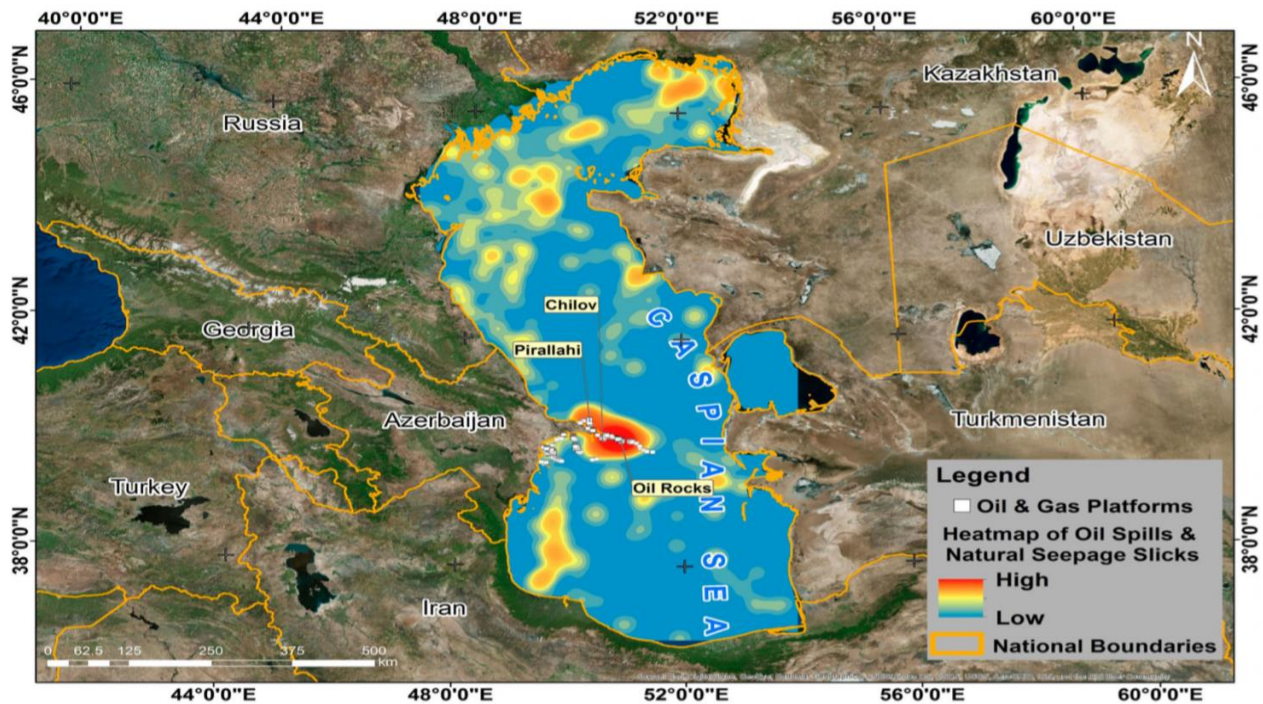 40°0'0"E 44°0'0"E 48°0'0"E 52°0'0"E 56°0'0"E 60°0'0"E
46°0'0"N
42°0'0"N
38°0'0"N
46°0'0"N
42°0'0"N
38°0'0"N
N
Kazakhstan
Russia
Uzbekistan
Chilov
Georgia
Pirallahi
CASPIAN SEA
Azerbaijan
Turkmenistan
Turkey
Oil Rocks
Iran
Legend
Oil & Gas Platforms
Heatmap of Oil Spills &
Natural Seepage Slicks
High
Low
National Boundaries
0 62.5 125 250 375 500
km
44°0'0"E 48°0'0"E 52°0'0"E 56°0'0"E 60°0'0"E